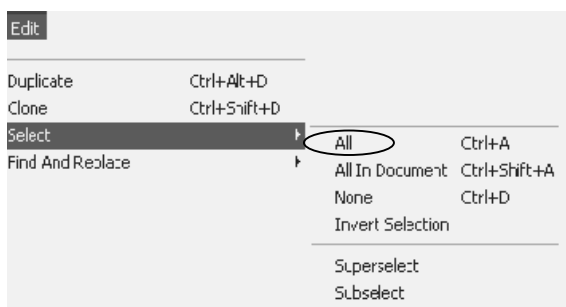 Edit
Duplicate Ctrl+Alt+D
Clone Ctrl+Shift+D
Select
Find And Replace
All Ctrl+A
All In Document Ctrl+Shift+A
None Ctrl+D
Invert Selection
Superselect
Subselect